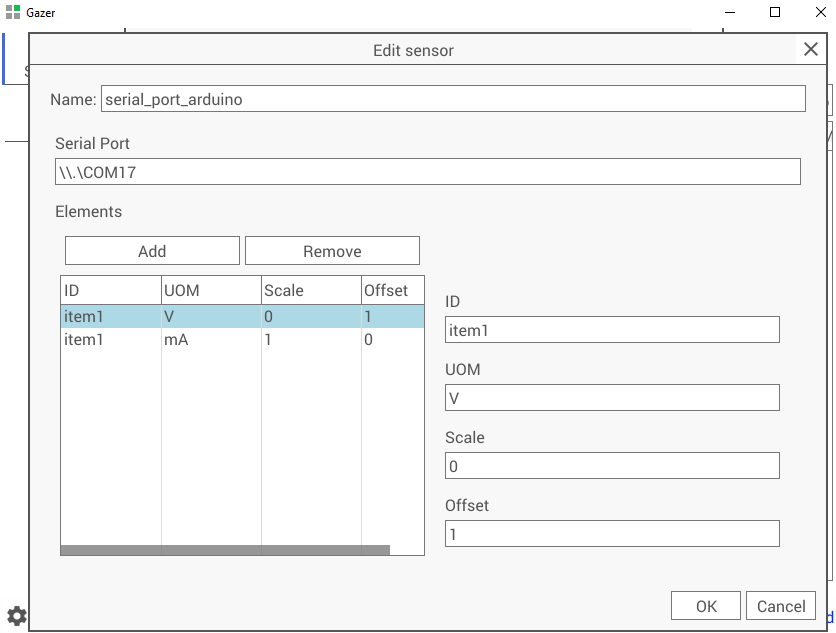 Gazer
Edit sensor
Name: serial_port_arduino
Serial Port
\\.\COM17
Elements
Add Remove
ID UOM Scale Offset
item1 V 0 1
item1 mA 1 0
ID
item1
UOM
V
Scale
0
Offset
1
OK Cancel